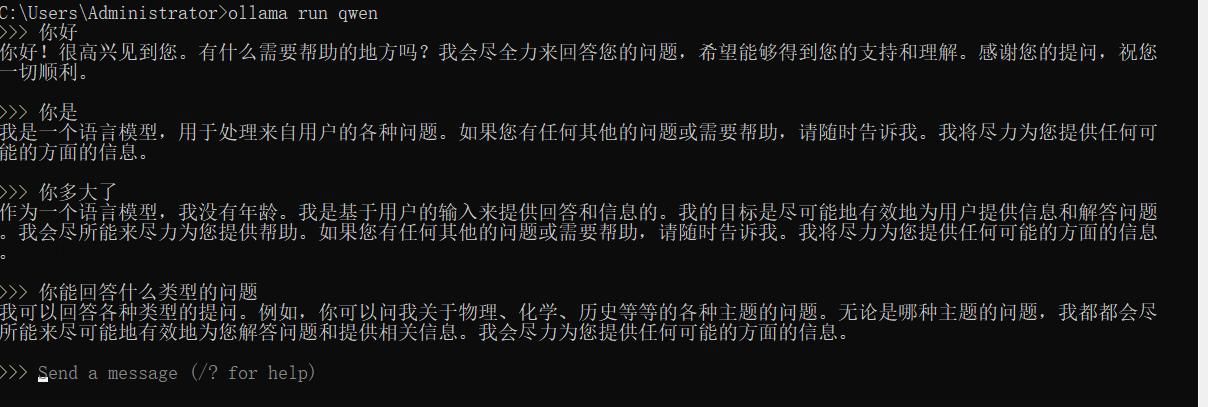 C:\Users\Administrator>ollama run qwen
>>> 你好
你好！很高兴见到您。有什么需要帮助的地方吗？我会尽全力来回答您的问题，希望能够得到您的支持和理解。感谢您的提问，祝您
一切顺利。
>>> 你是
我是一个语言模型，用于处理来自用户的各种问题。如果您有任何其他的问题或需要帮助，请随时告诉我。我将尽力为您提供任何可
能的方面的信息。
>>> 你多大了
作为一个语言模型，我没有年龄。我是基于用户的输入来提供回答和信息的。我的目标是尽可能地有效地为用户提供信息和解答问题
。我会尽所能来尽力为您提供帮助。如果您有任何其他的问题或需要帮助，请随时告诉我。我将尽力为您提供任何可能的方面的信息
。
>>> 你能回答什么类型的问题
我可以回答各种类型的提问。例如，你可以问我关于物理、化学、历史等等的各种主题的问题。无论是哪种主题的问题，我都都会尽
所能来尽可能地有效地为您解答问题和提供相关信息。我会尽力为您提供任何可能的方面的信息。
>>> Send a message (/? for help)